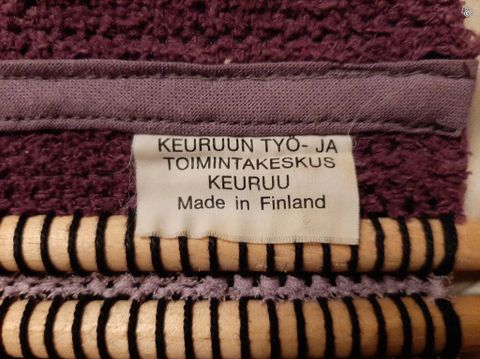 KEURUUN TYÖ- JA
TOIMINTAKESKUS
KEURUU
Made in Finland